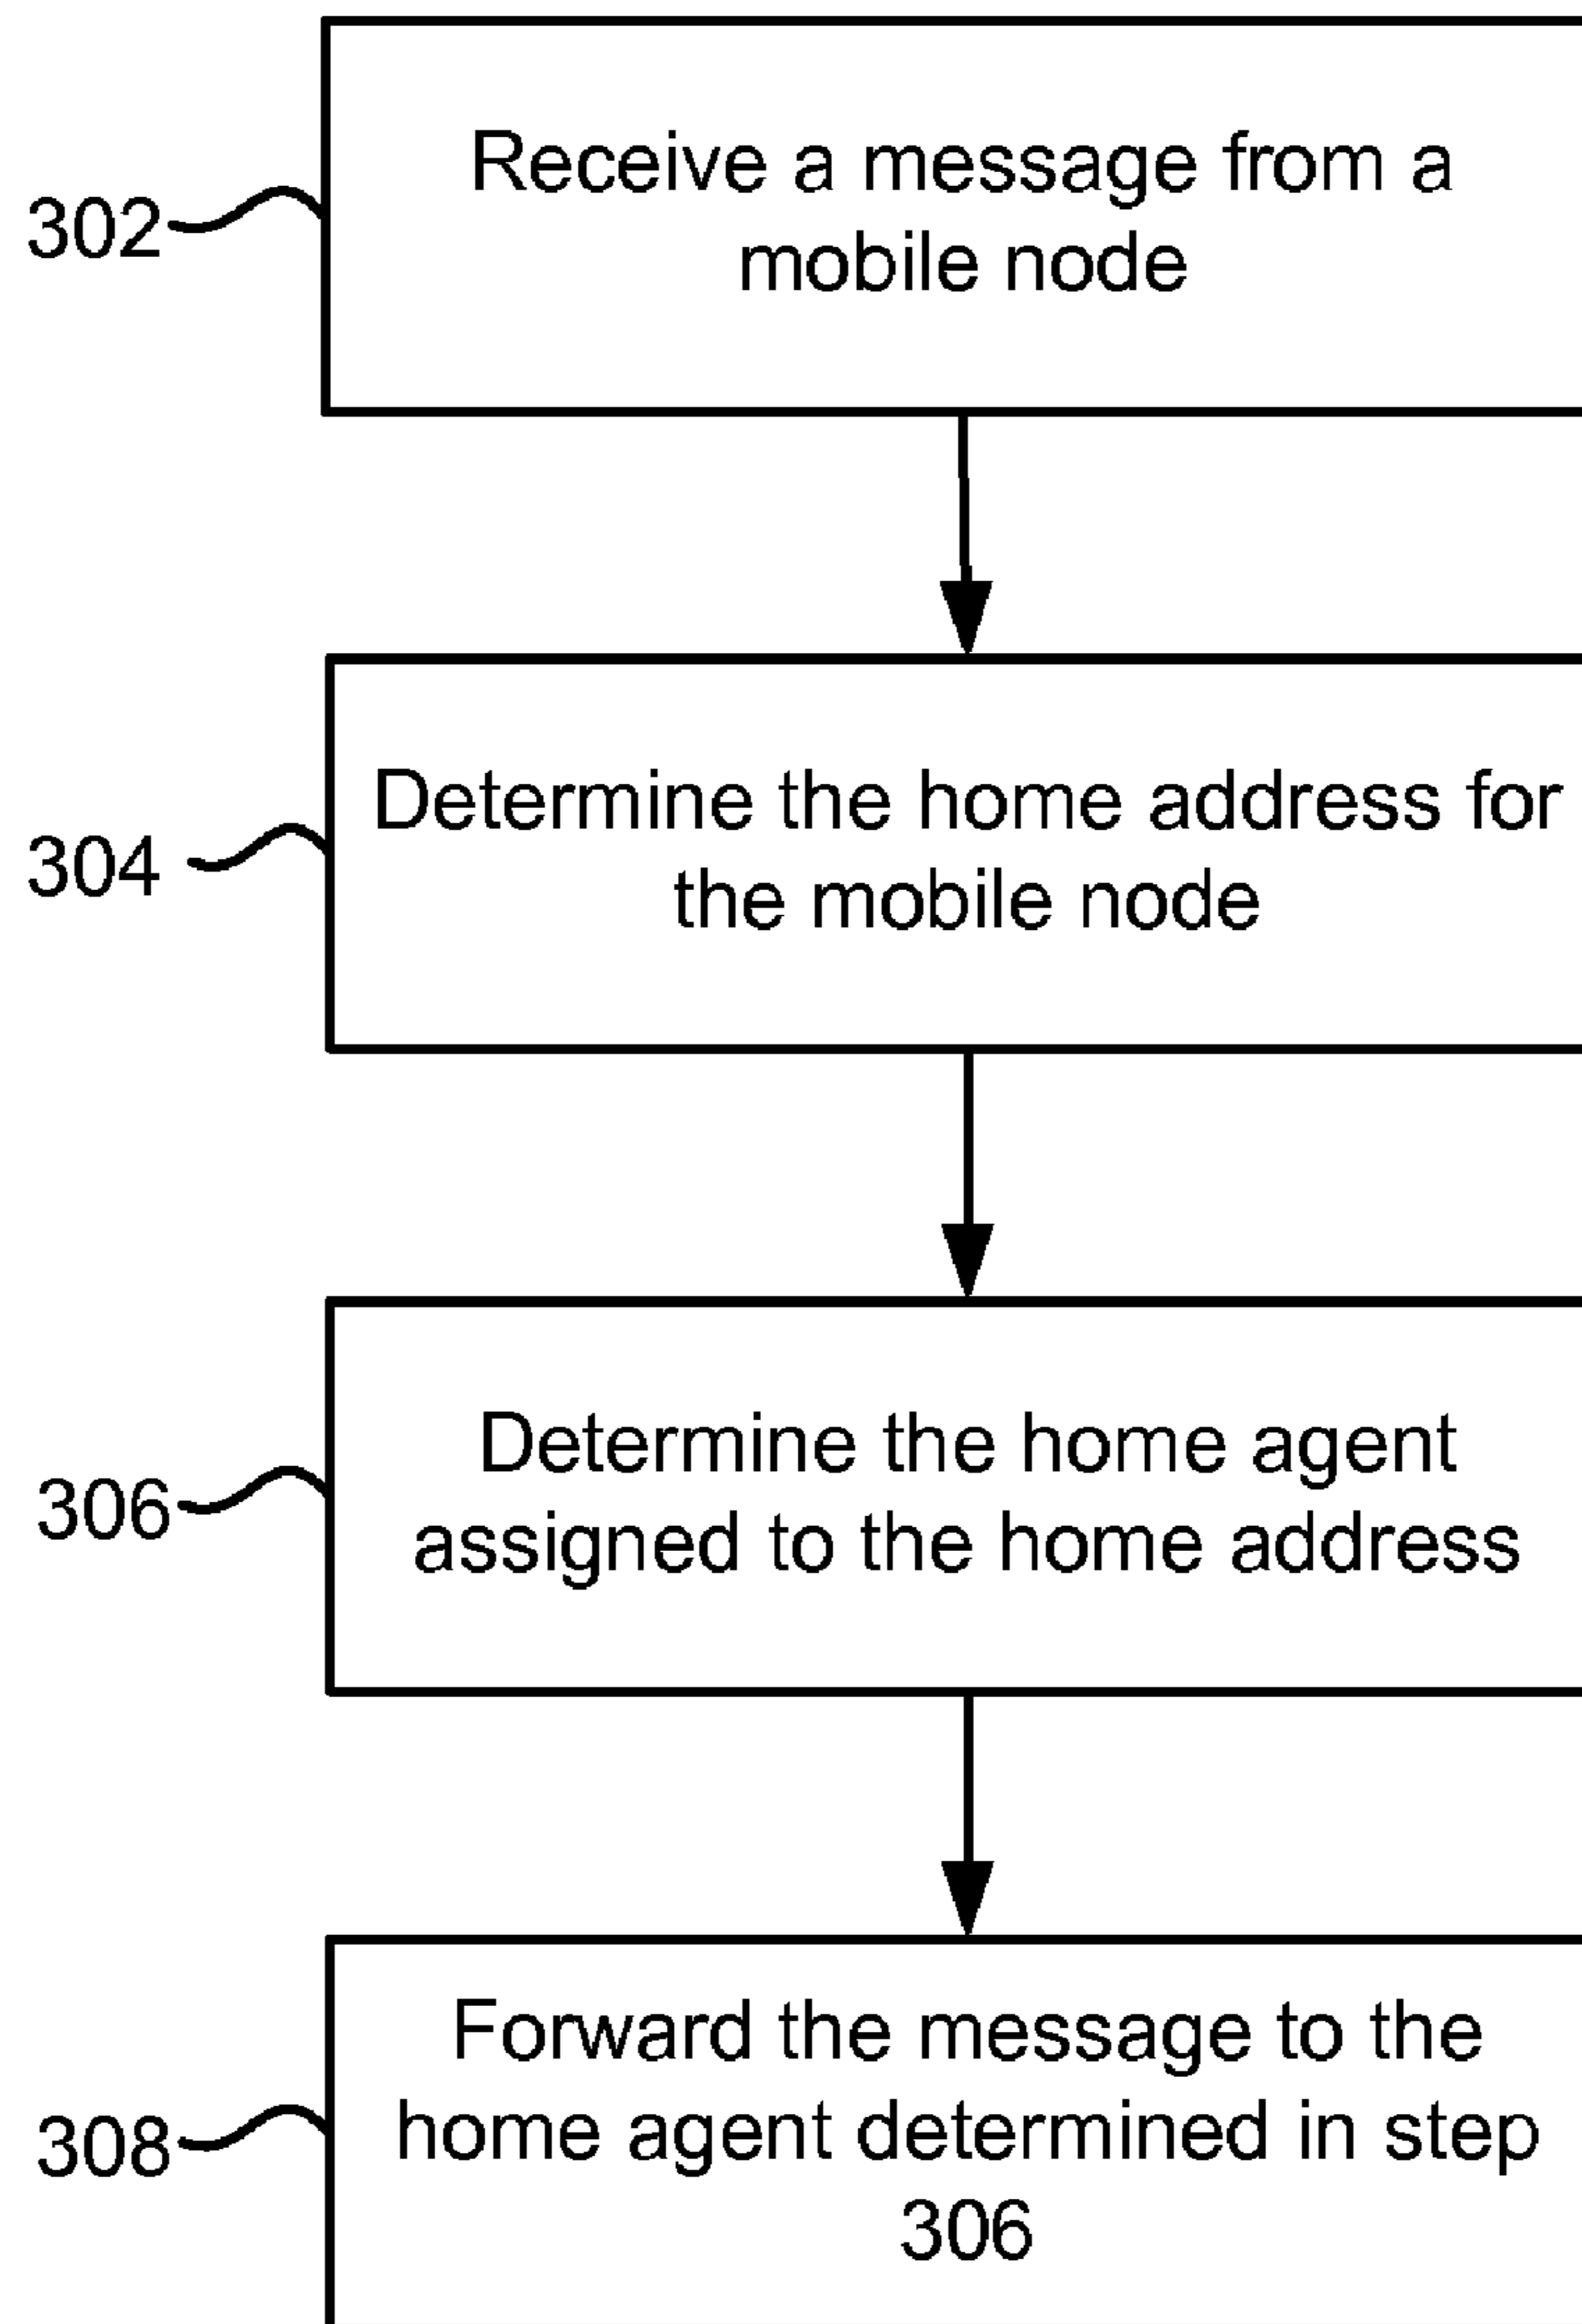 302
Receive a message from a
mobile node
304
Determine the home address for
the mobile node
306
Determine the home agent
assigned to the home address
308
Forward the message to the
home agent determined in step
306